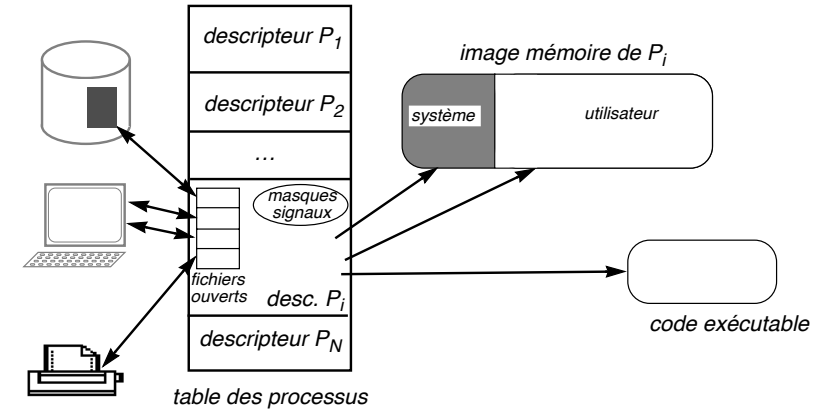 descripteur P1
descripteur P2
…
masques
signaux
fichiers
ouverts
desc. Pi
descripteur PN
table des processus
image mémoire de Pi
système
utilisateur
code exécutable